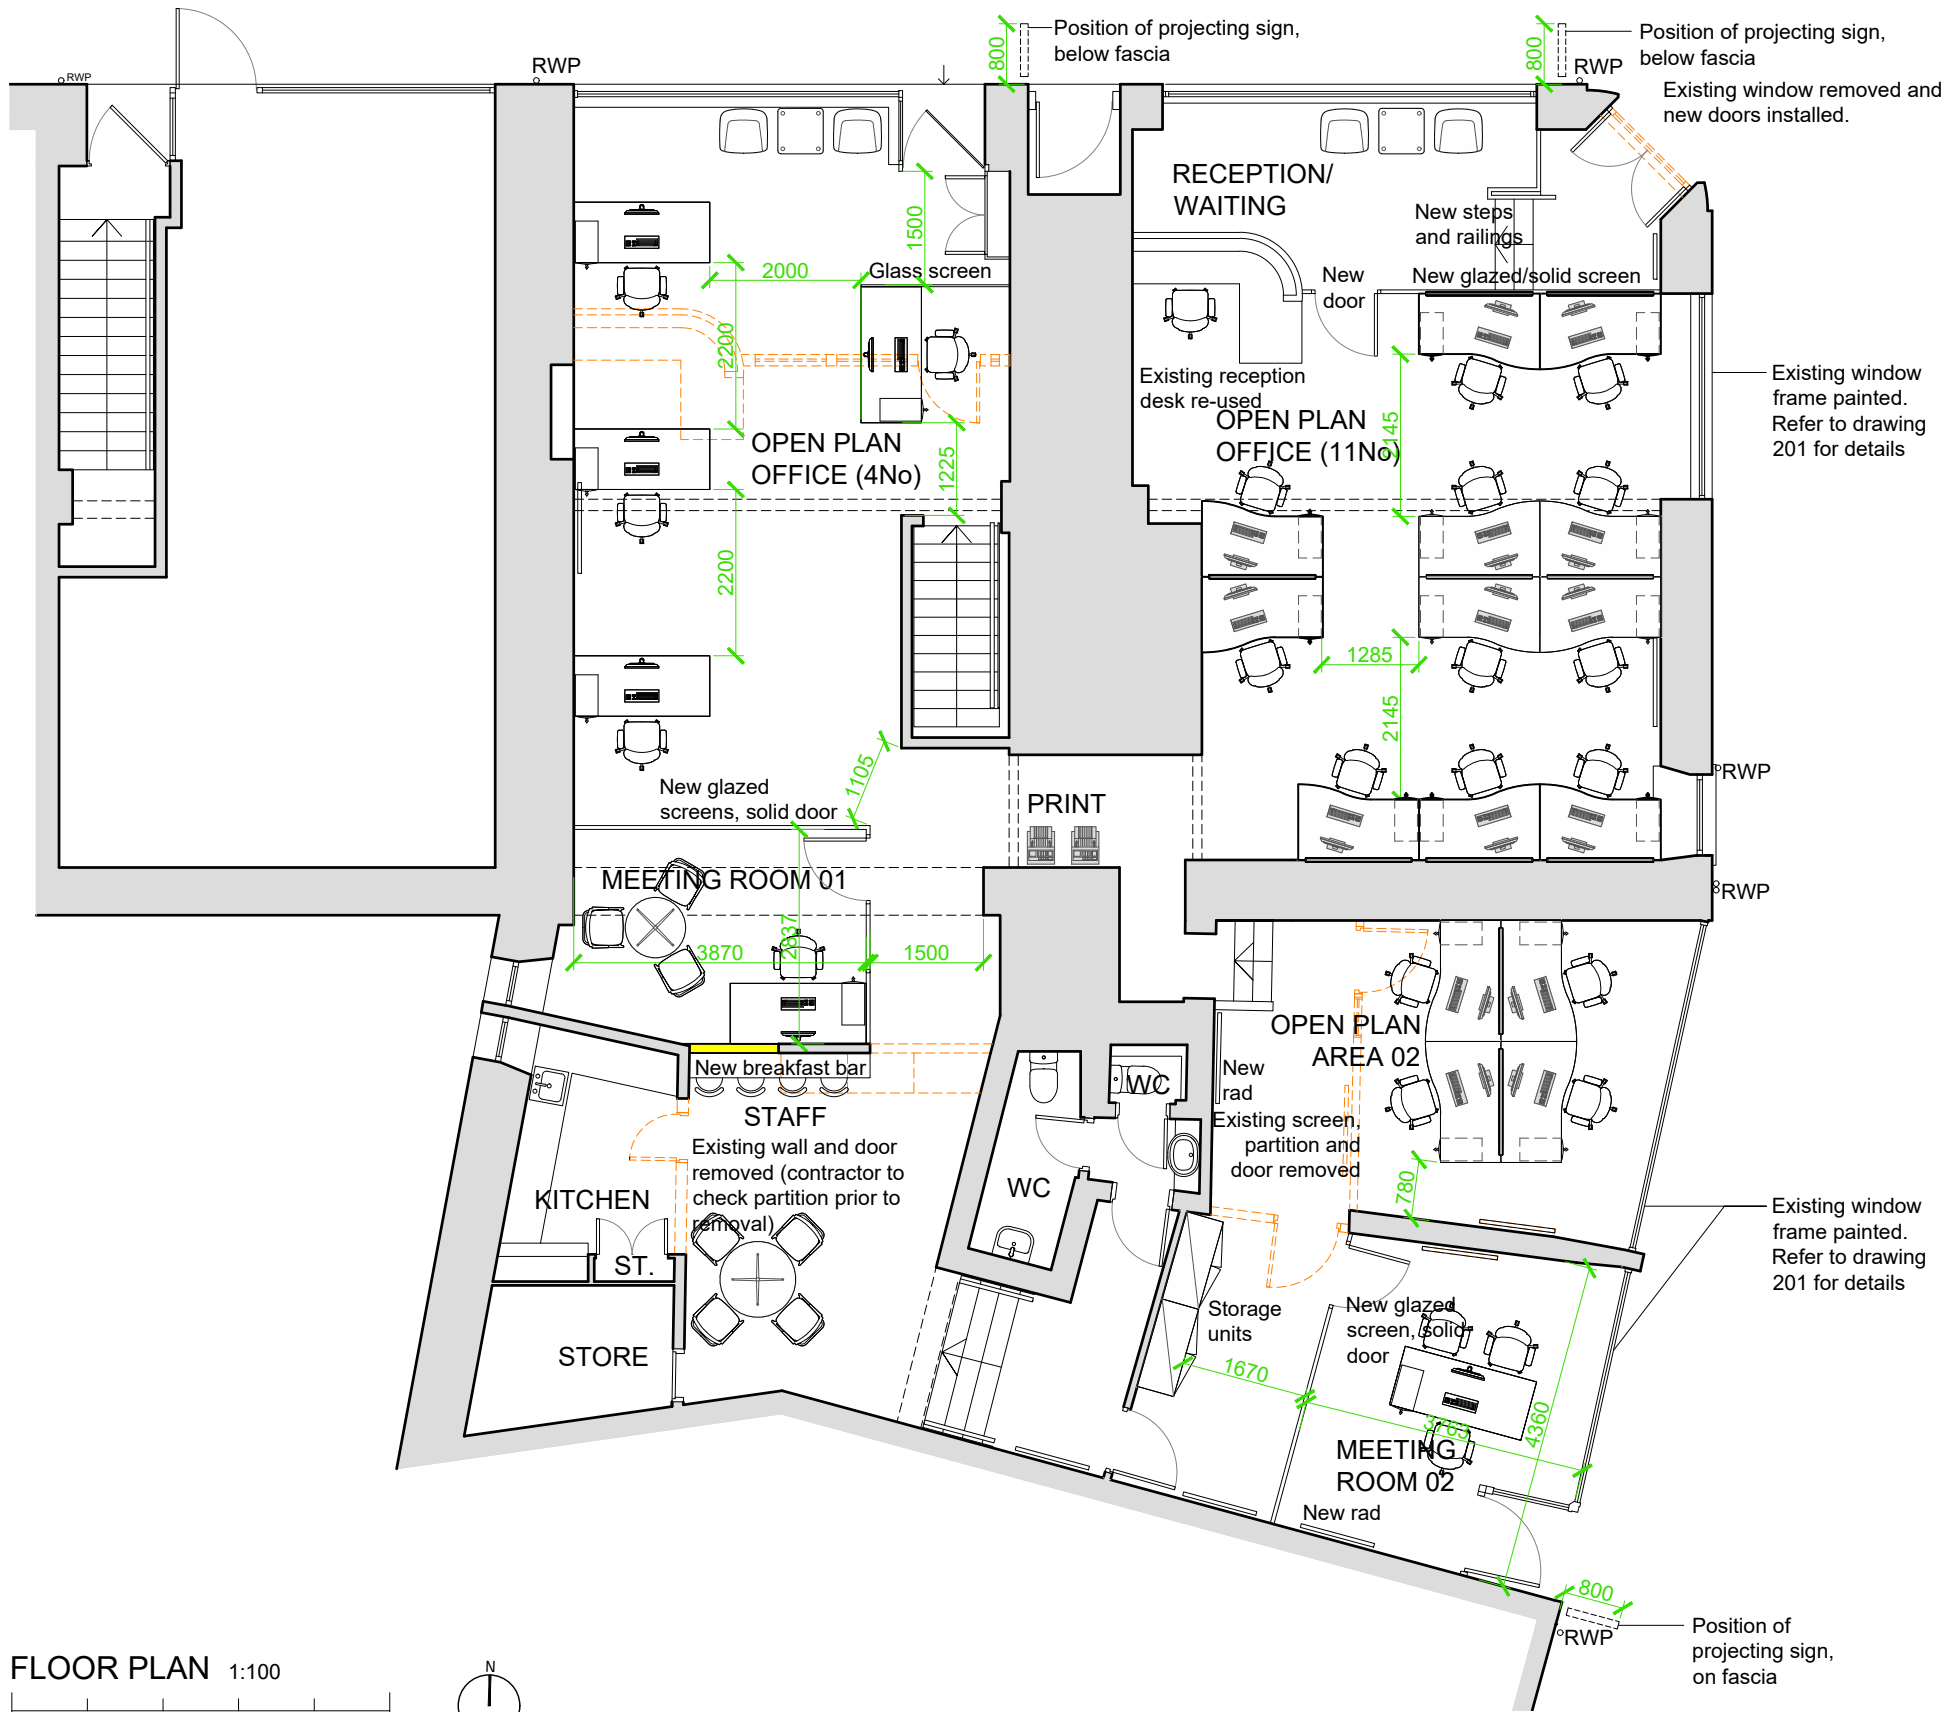 Position of projecting sign,
below fascia
800
Position of projecting sign,
below fascia
800
RWP
RWP
RWP
Existing window removed and
new doors installed.
RECEPTION/
WAITING
New steps
and railings
1500
2000
Glass screen
New
door
New glazed/solid screen
2200
Existing reception
desk re-used
OPEN PLAN
OFFICE (11No)
2145
Existing window
frame painted.
Refer to drawing
201 for details
OPEN PLAN
OFFICE (4No)
1225
2200
1285
2145
1105
New glazed
screens, solid door
PRINT
RWP
MEETING ROOM 01
RWP
2837
3870
1500
OPEN PLAN
AREA 02
New breakfast bar
WC
New
rad
STAFF
Existing wall and door
removed (contractor to
check partition prior to
removal)
Existing screen,
partition and
door removed
KITCHEN
WC
780
Existing window
frame painted.
Refer to drawing
201 for details
ST.
STORE
Storage
units
New glazed
screen, solid
door
1670
3763
4360
MEETING
ROOM 02
New rad
800
RWP
Position of
projecting sign,
on fascia
FLOOR PLAN 1:100
N